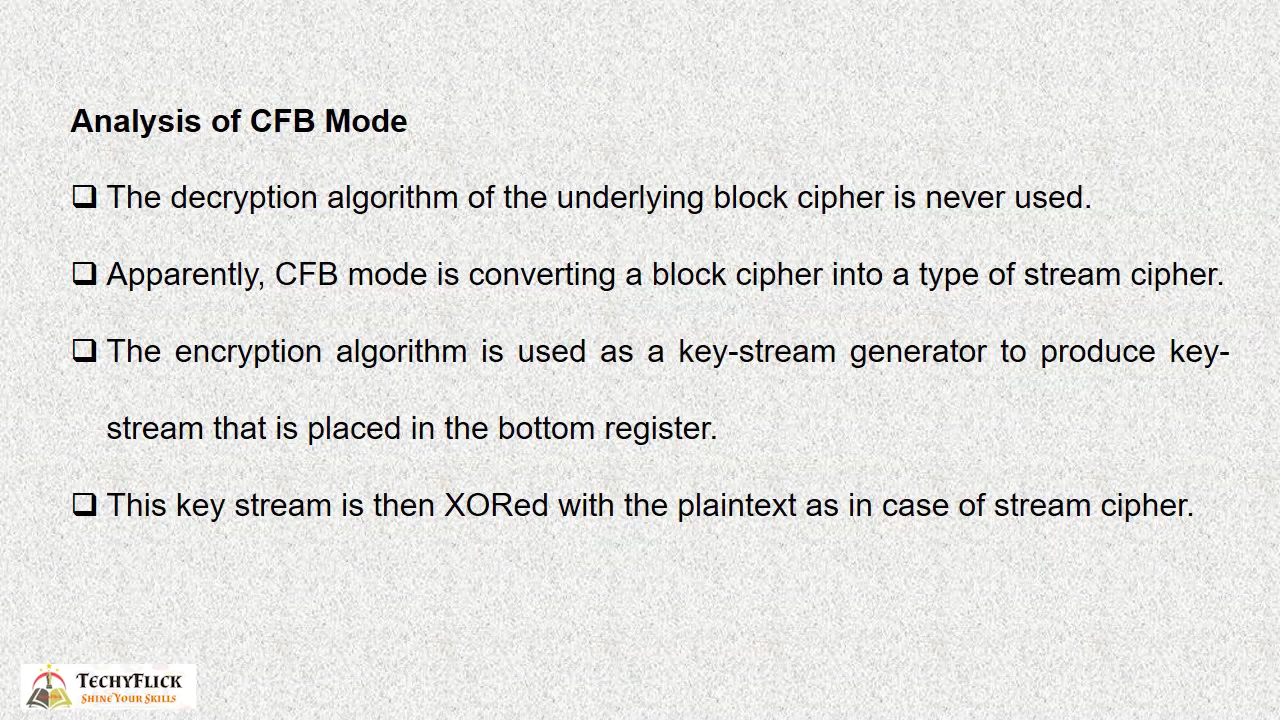 Analysis of CFB Mode
❑ The decryption algorithm of the underlying block cipher is never used.
❑ Apparently, CFB mode is converting a block cipher into a type of stream cipher.
❑ The encryption algorithm is used as a key-stream generator to produce key-
stream that is placed in the bottom register.
❑ This key stream is then XORed with the plaintext as in case of stream cipher.
TECHYFLICK
SHINE YOUR SKILLS